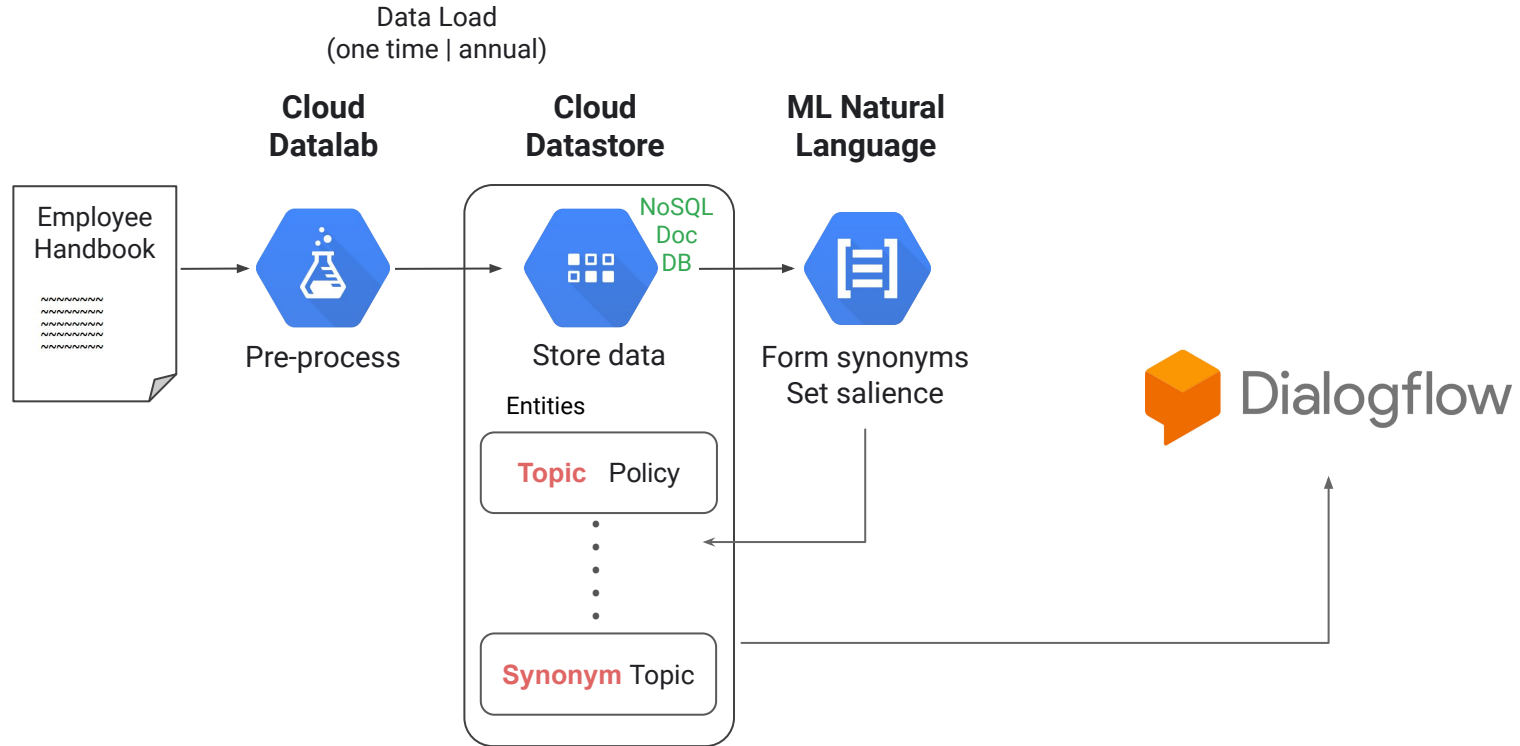 Data Load
(one time | annual)
Cloud
Datalab
Cloud
Datastore
ML Natural
Language
Employee
Handbook
~~~~~~~~
~~~~~~~~
~~~~~~~~
~~~~~~~~
~~~~~~~~
NoSQL
Doc
DB
Pre-process
Store data
Form synonyms
Set salience
Entities
Topic Policy
Synonym Topic
Dialogflow